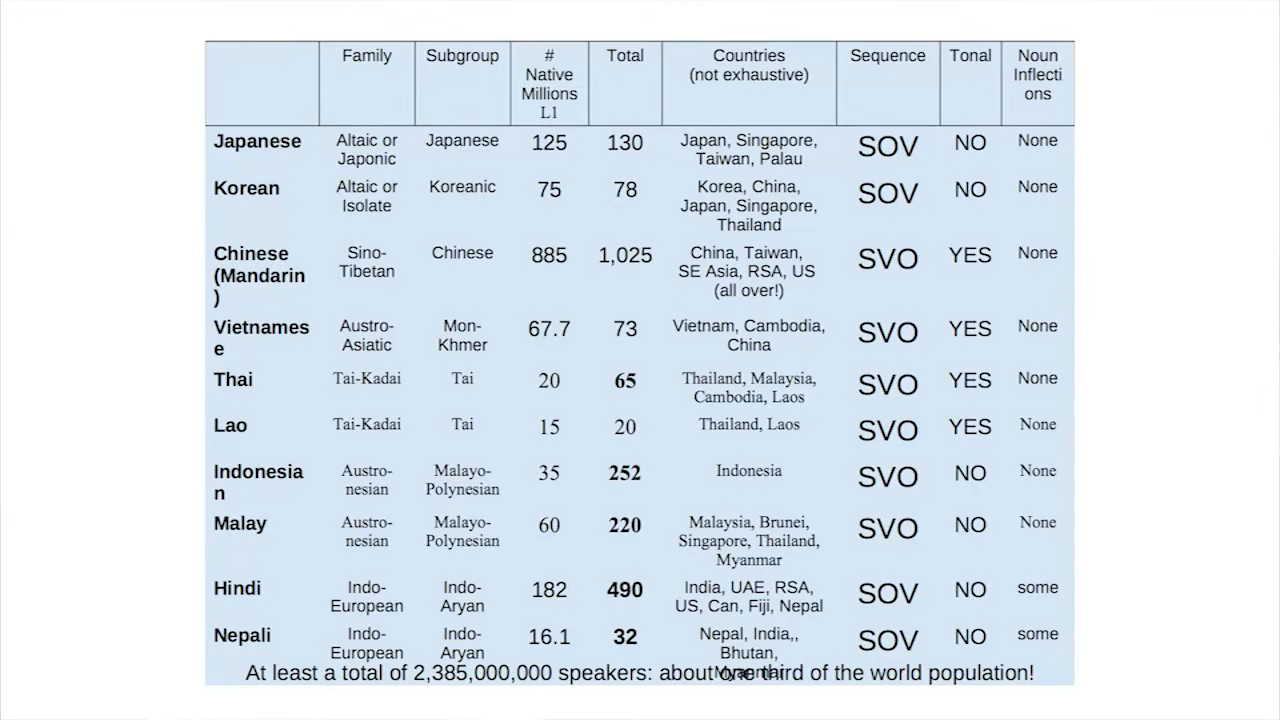 Family Subgroup # Native Millions L1 Total Countries (not exhaustive) Sequence Tonal Noun Inflecti ons
Japanese Altaic or Japonic Japanese 125 130 Japan, Singapore, Taiwan, Palau SOV NO None
Korean Altaic or Isolate Koreanic 75 78 Korea, China, Japan, Singapore, Thailand SOV NO None
Chinese (Mandarin ) Sino- Tibetan Chinese 885 1,025 China, Taiwan, SE Asia, RSA, US (all over!) SVO YES None
Vietnames e Austro- Asiatic Mon- Khmer 67.7 73 Vietnam, Cambodia, China SVO YES None
Thai Tai-Kadai Tai 20 65 Thailand, Malaysia, Cambodia, Laos SVO YES None
Lao Tai-Kadai Tai 15 20 Thailand, Laos SVO YES None
Indonesia n Austro- nesian Malayo- Polynesian 35 252 Indonesia SVO NO None
Malay Austro- nesian Malayo- Polynesian 60 220 Malaysia, Brunei, Singapore, Thailand, Myanmar SVO NO None
Hindi Indo- European Indo- Aryan 182 490 India, UAE, RSA, US, Can, Fiji, Nepal SOV NO some
Nepali Indo- European Indo- Aryan 16.1 32 Nepal, India,, Bhutan, Myanmar SOV NO some
At least a total of 2,385,000,000 speakers: about one third of the world population!